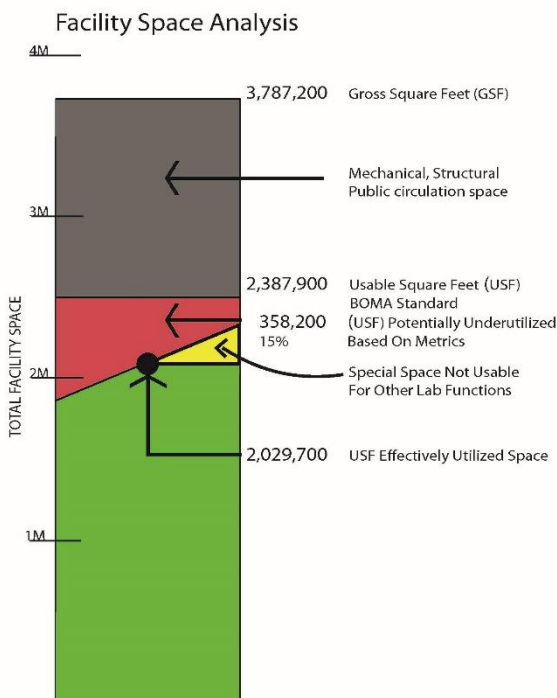 Facility Space Analysis
4M
3,787,200 Gross Square Feet (GSF)
Mechanical, Structural
Public circulation space
3M
2,387,900 Usable Square Feet (USF)
BOMA Standard
358,200 (USF) Potentially Underutilized
15% Based On Metrics
Special Space Not Usable
For Other Lab Functions
2M
2,029,700 USF Effectively Utilized Space
1M
TOTAL FACILITY SPACE